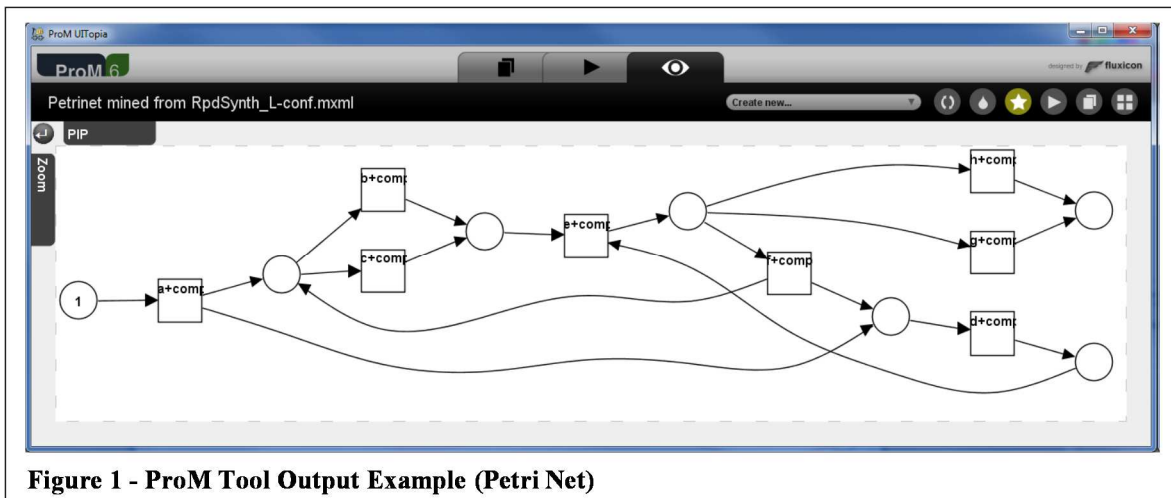 ProM UITopia
ProM 6
designed by fluxicon
Petrinet mined from RpdSynth_L-conf.mxml
Create new...
PIP
Zoom
b+comp
h+comp
e+comp
g+comp
c+comp
f+comp
a+comp
1
d+comp
Figure 1 - ProM Tool Output Example (Petri Net)